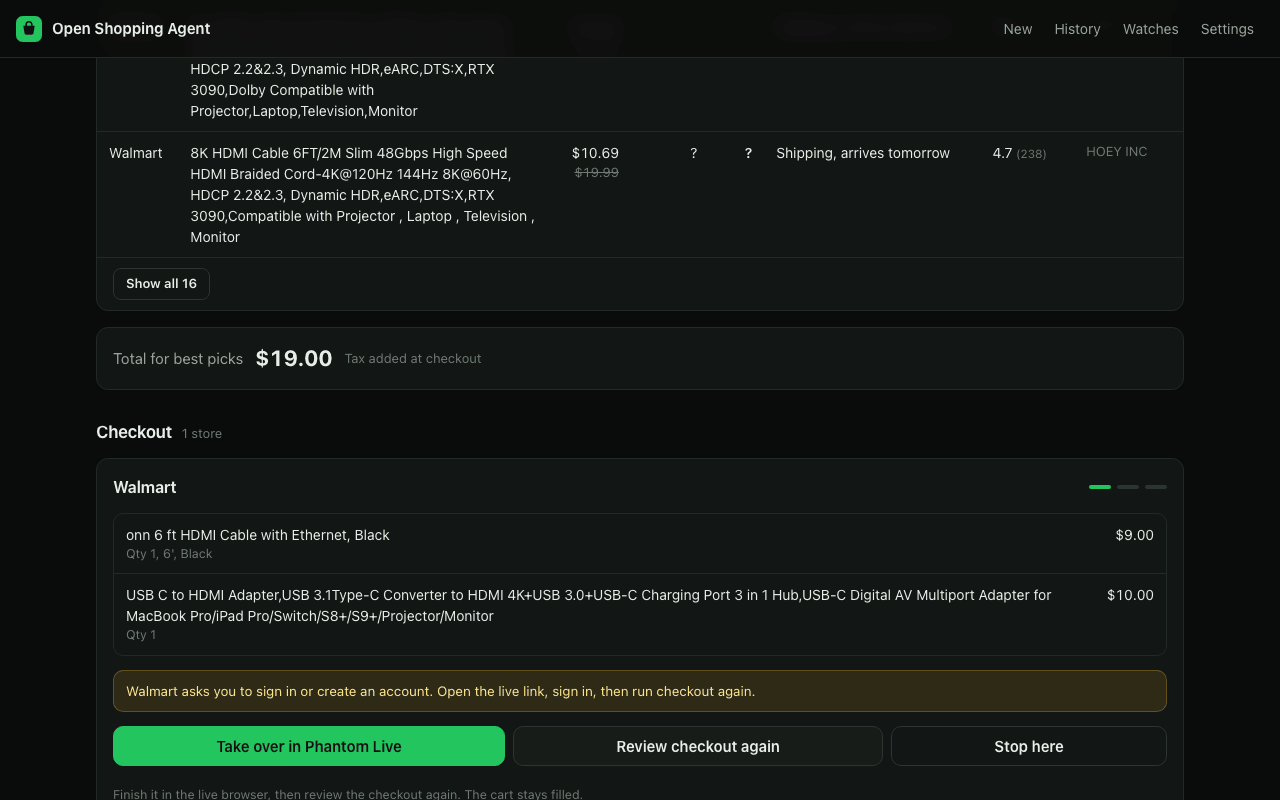 Open Shopping Agent
New History Watches Settings
HDCP 2.2&2.3, Dynamic HDR,eARC,DTS:X,RTX
3090,Dolby Compatible with
Projector,Laptop,Television,Monitor
Walmart 8K HDMI Cable 6FT/2M Slim 48Gbps High Speed $10.69 ? ? Shipping, arrives tomorrow 4.7 (238) HOEY INC
HDMI Braided Cord-4K@120Hz 144Hz 8K@60Hz, $19.99
HDCP 2.2&2.3, Dynamic HDR,eARC,DTS:X,RTX
3090,Compatible with Projector , Laptop , Television ,
Monitor
Show all 16
Total for best picks $19.00 Tax added at checkout
Checkout 1 store
Walmart
onn 6 ft HDMI Cable with Ethernet, Black $9.00
Qty 1, 6', Black
USB C to HDMI Adapter,USB 3.1Type-C Converter to HDMI 4K+USB 3.0+USB-C Charging Port 3 in 1 Hub,USB-C Digital AV Multiport Adapter for $10.00
MacBook Pro/iPad Pro/Switch/S8+/S9+/Projector/Monitor
Qty 1
Walmart asks you to sign in or create an account. Open the live link, sign in, then run checkout again.
Take over in Phantom Live Review checkout again Stop here
Finish it in the live browser, then review the checkout again. The cart stays filled.